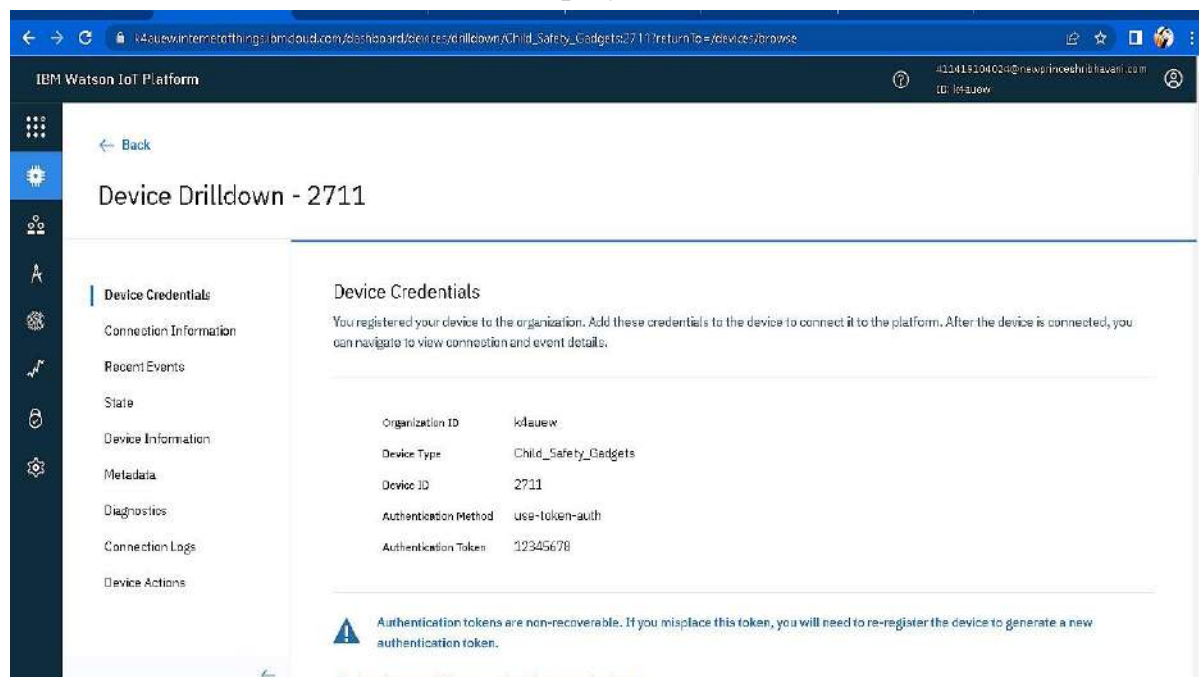 k4auew.internetofthings.ibmcloud.com/dashboard/devices/drilldown/Child_Safety_Gadgets:2711?returnTo=/devices/browse
IBM Watson IoT Platform
411419104024@newprinceshribhavani.com
ID: k4auew
← Back
Device Drilldown - 2711
Device Credentials
Connection Information
Recent Events
State
Device Information
Metadata
Diagnostics
Connection Logs
Device Actions
Device Credentials
You registered your device to the organization. Add these credentials to the device to connect it to the platform. After the device is connected, you
can navigate to view connection and event details.
Organization ID k4auew
Device Type Child_Safety_Gadgets
Device ID 2711
Authentication Method use-token-auth
Authentication Token 12345678
Authentication tokens are non-recoverable. If you misplace this token, you will need to re-register the device to generate a new
authentication token.